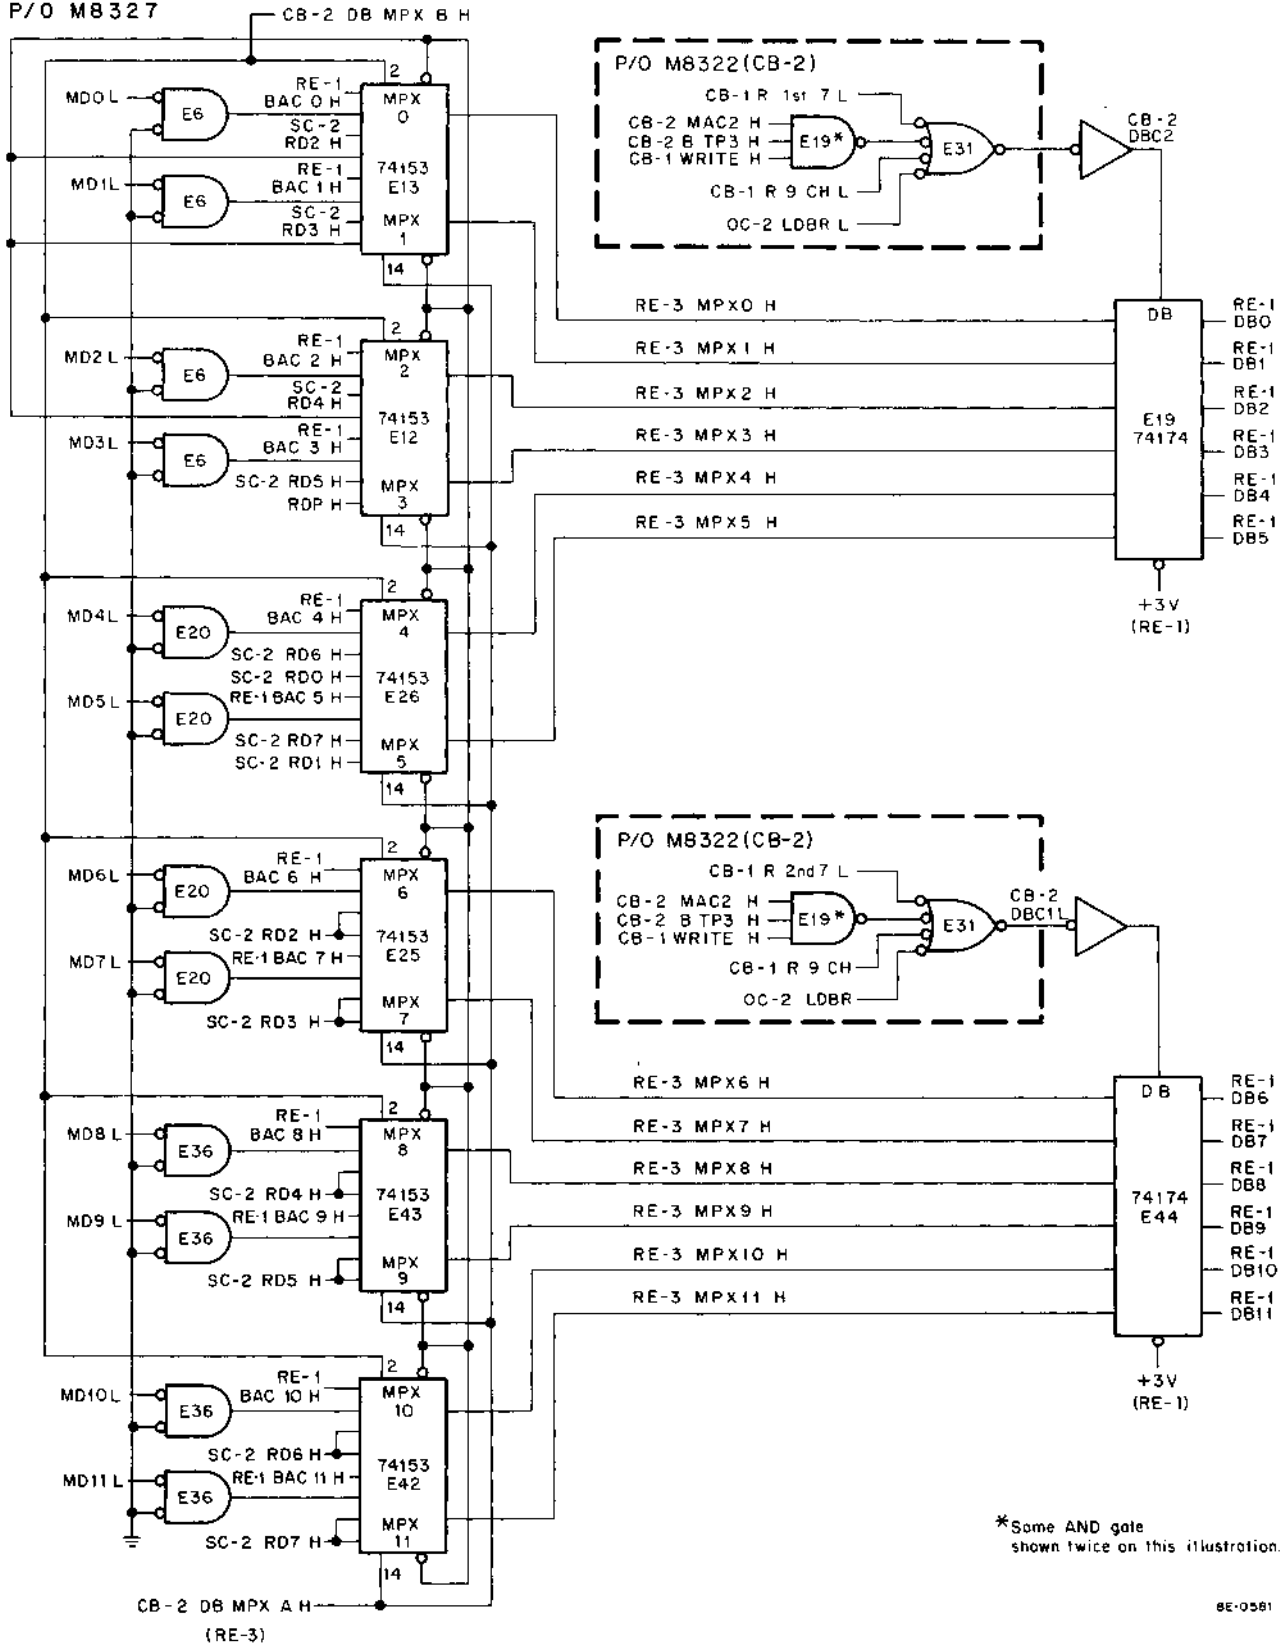 P/O M8327
CB-2 DB MPX B H
MD0 L
E6
RE-1
BAC 0 H
SC-2
RD2 H
2
MPX
0
MD1 L
E6
RE-1
BAC 1 H
SC-2
RD3 H
74153
E13
MPX
1
14
P/O M8322(CB-2)
CB-1 R 1st 7 L
CB-2 MAC2 H
CB-2 B TP3 H
CB-1 WRITE H
E19*
E31
CB-1 R 9 CH L
OC-2 LDBR L
CB-2
DBC2
MD2 L
E6
RE-1
BAC 2 H
SC-2
RD4 H
2
MPX
2
MD3 L
E6
RE-1
BAC 3 H
SC-2 RD5 H
RDP H
74153
E12
MPX
3
14
RE-3 MPX0 H
RE-3 MPX1 H
RE-3 MPX2 H
RE-3 MPX3 H
RE-3 MPX4 H
RE-3 MPX5 H
DB
E19
74174
RE-1
DB0
RE-1
DB1
RE-1
DB2
RE-1
DB3
RE-1
DB4
RE-1
DB5
+3V
(RE-1)
MD4 L
E20
RE-1
BAC 4 H
SC-2 RD6 H
SC-2 RD0 H
2
MPX
4
MD5 L
E20
RE-1 BAC 5 H
SC-2 RD7 H
SC-2 RD1 H
74153
E26
MPX
5
14
MD6 L
E20
RE-1
BAC 6 H
SC-2 RD2 H
2
MPX
6
MD7 L
E20
RE-1 BAC 7 H
SC-2 RD3 H
74153
E25
MPX
7
14
P/O M8322(CB-2)
CB-1 R 2nd 7 L
CB-2 MAC2 H
CB-2 B TP3 H
CB-1 WRITE H
E19*
E31
CB-1 R 9 CH
OC-2 LDBR
CB-2
DBC1L
MD8 L
E36
RE-1
BAC 8 H
SC-2 RD4 H
2
MPX
8
MD9 L
E36
RE-1 BAC 9 H
SC-2 RD5 H
74153
E43
MPX
9
14
RE-3 MPX6 H
RE-3 MPX7 H
RE-3 MPX8 H
RE-3 MPX9 H
RE-3 MPX10 H
RE-3 MPX11 H
DB
74174
E44
RE-1
DB6
RE-1
DB7
RE-1
DB8
RE-1
DB9
RE-1
DB10
RE-1
DB11
+3V
(RE-1)
MD10 L
E36
RE-1
BAC 10 H
SC-2 RD6 H
2
MPX
10
MD11 L
E36
RE-1 BAC 11 H
SC-2 RD7 H
74153
E42
MPX
11
14
CB-2 DB MPX A H
(RE-3)
*Same AND gate
shown twice on this illustration.
8E-0581